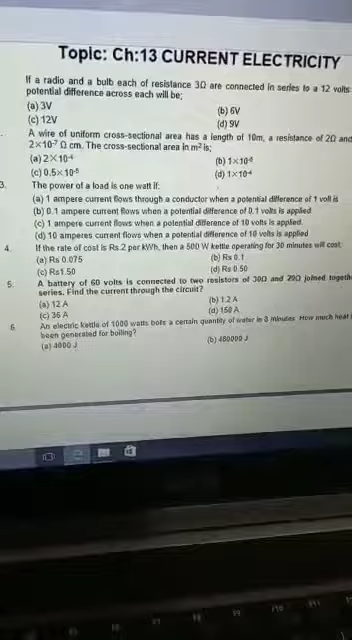 Topic: Ch:13 CURRENT ELECTRICITY
If a radio and a bulb each of resistance 3Ω are connected in series to a 12 volts
potential difference across each will be;
(a) 3V (b) 6V
(c) 12V (d) 9V
A wire of uniform cross-sectional area has a length of 10m, a resistance of 2Ω and
2×10⁻⁷ Ω cm. The cross-sectional area in m² is;
(a) 2×10⁻⁴ (b) 1×10⁻⁶
(c) 0.5×10⁻⁵ (d) 1×10⁻⁴
3. The power of a load is one watt if:
(a) 1 ampere current flows through a conductor when a potential difference of 1 volt is
(b) 0.1 ampere current flows when a potential difference of 0.1 volts is applied
(c) 1 ampere current flows when a potential difference of 10 volts is applied.
(d) 10 amperes current flows when a potential difference of 10 volts is applied
4. If the rate of cost is Rs.2 per kWh, then a 500 W kettle operating for 30 minutes will cost:
(a) Rs 0.075 (b) Rs 0.1
(c) Rs1.50 (d) Rs 0.50
5. A battery of 60 volts is connected to two resistors of 30Ω and 20Ω joined togeth
series. Find the current through the circuit?
(a) 12 A (b) 1.2 A
(c) 36 A (d) 150 A
6. An electric kettle of 1000 watts boils a certain quantity of water in 8 minutes. How much heat
been generated for boiling?
(a) 4000 J (b) 480000 J